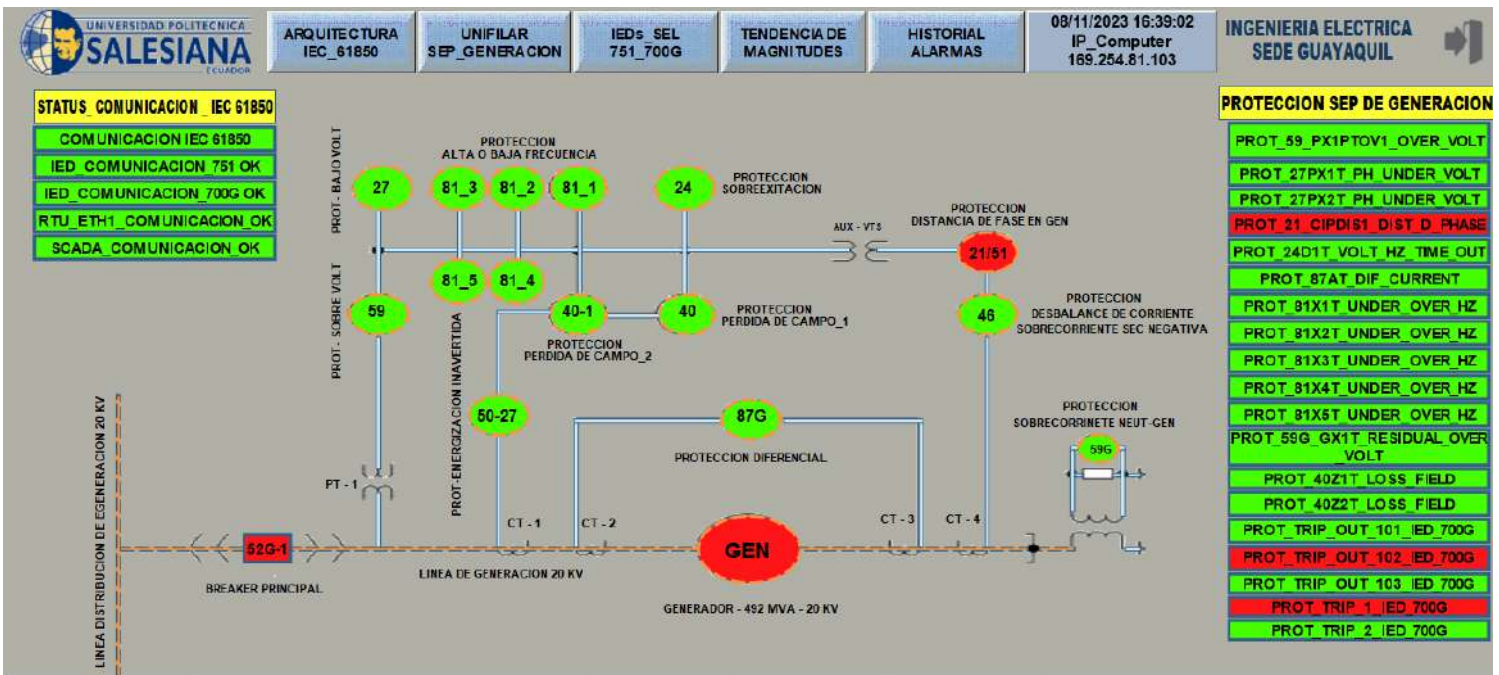 UNIVERSIDAD POLITECNICA
SALESIANA
ECUADOR
ARQUITECTURA
IEC_61850
UNIFILAR
SEP_GENERACION
IEDs_SEL
751_700G
TENDENCIA DE
MAGNITUDES
HISTORIAL
ALARMAS
08/11/2023 16:39:02
IP_Computer
169.254.81.103
INGENIERIA ELECTRICA
SEDE GUAYAQUIL
STATUS_COMUNICACION_IEC 61850
COMUNICACION IEC 61850
IED_COMUNICACION_751 OK
IED_COMUNICACION_700G OK
RTU_ETH1_COMUNICACION_OK
SCADA_COMUNICACION_OK
PROT- BAJO VOLT
27
PROTECCION
ALTA O BAJA FRECUENCIA
81_3
81_2
81_1
24
PROTECCION
SOBREEXITACION
AUX - VTS
PROTECCION
DISTANCIA DE FASE EN GEN
21/51
81_5
81_4
PROT- SOBRE VOLT
59
40-1
40
PROTECCION
PERDIDA DE CAMPO_1
PROTECCION
PERDIDA DE CAMPO_2
46
PROTECCION
DESBALANCE DE CORRIENTE
SOBRECORRIENTE SEC NEGATIVA
PROT-ENERGIZACION INAVERTIDA
50-27
87G
PROTECCION DIFERENCIAL
PROTECCION
SOBRECORRINETE NEUT-GEN
59G
PT - 1
CT - 1
CT - 2
CT - 3
CT - 4
LINEA DISTRIBUCION DE EGENERACION 20 KV
52G-1
BREAKER PRINCIPAL
LINEA DE GENERACION 20 KV
GEN
GENERADOR - 492 MVA - 20 KV
PROTECCION SEP DE GENERACION
PROT_59_PX1PTOV1_OVER_VOLT
PROT_27PX1T_PH_UNDER_VOLT
PROT_27PX2T_PH_UNDER_VOLT
PROT_21_CIPDIS1_DIST_D_PHASE
PROT_24D1T_VOLT_HZ_TIME_OUT
PROT_87AT_DIF_CURRENT
PROT_81X1T_UNDER_OVER_HZ
PROT_81X2T_UNDER_OVER_HZ
PROT_81X3T_UNDER_OVER_HZ
PROT_81X4T_UNDER_OVER_HZ
PROT_81X5T_UNDER_OVER_HZ
PROT_59G_GX1T_RESIDUAL_OVER
_VOLT
PROT_40Z1T_LOSS_FIELD
PROT_40Z2T_LOSS_FIELD
PROT_TRIP_OUT_101_IED_700G
PROT_TRIP_OUT_102_IED_700G
PROT_TRIP_OUT_103_IED_700G
PROT_TRIP_1_IED_700G
PROT_TRIP_2_IED_700G